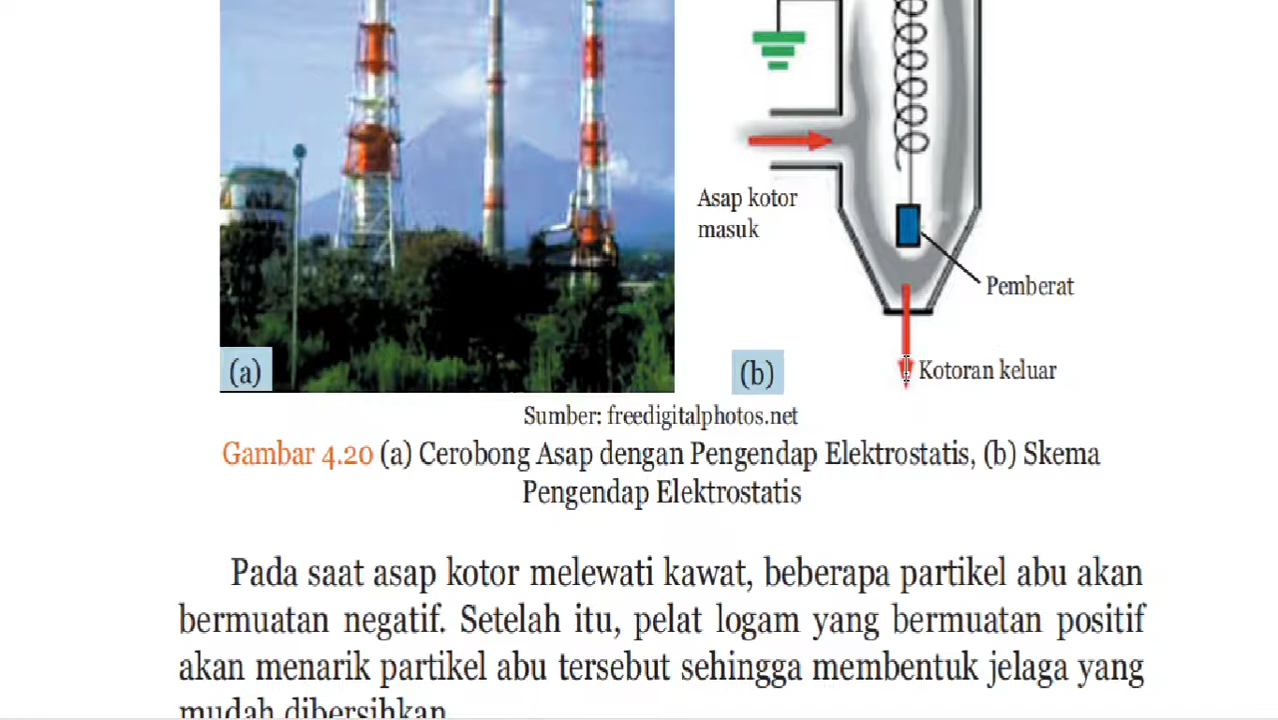 Asap kotor
masuk
Pemberat
(a)
(b)
Kotoran keluar
Sumber: freedigitalphotos.net
Gambar 4.20 (a) Cerobong Asap dengan Pengendap Elektrostatis, (b) Skema
Pengendap Elektrostatis
Pada saat asap kotor melewati kawat, beberapa partikel abu akan
bermuatan negatif. Setelah itu, pelat logam yang bermuatan positif
akan menarik partikel abu tersebut sehingga membentuk jelaga yang
mudah dibersihkan